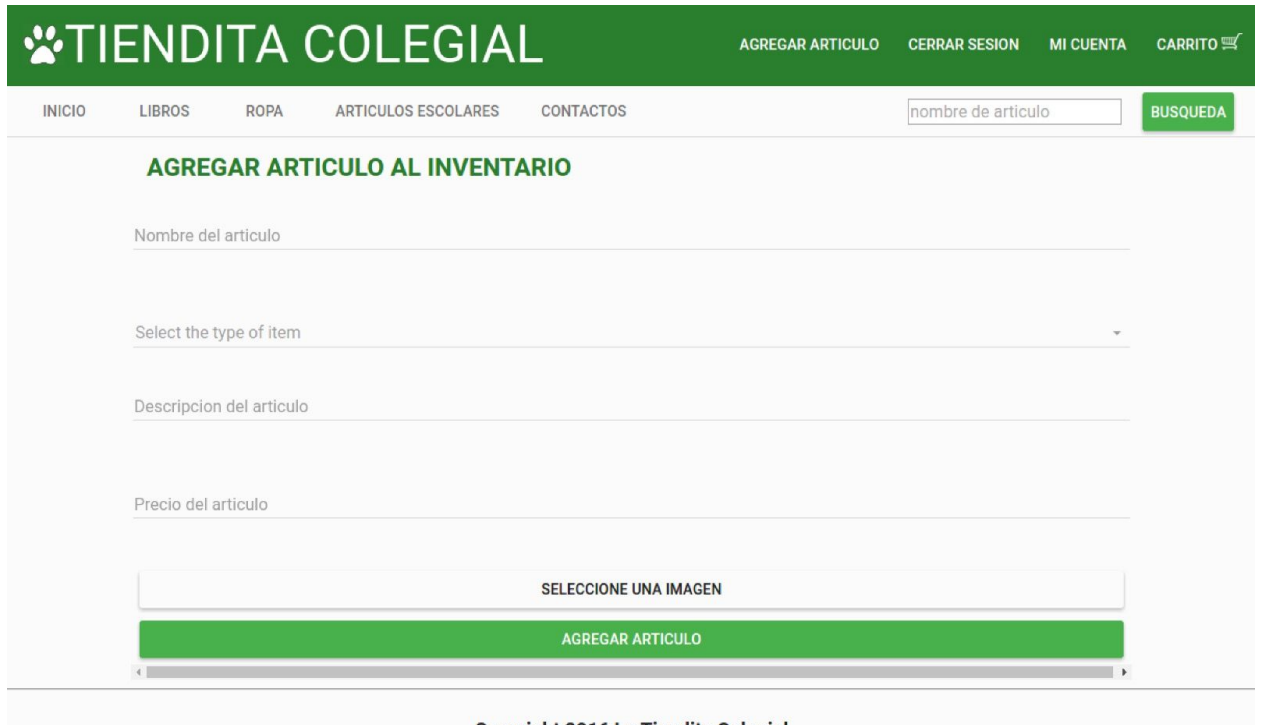 TIENDITA COLEGIAL
AGREGAR ARTICULO CERRAR SESION MI CUENTA CARRITO
INICIO LIBROS ROPA ARTICULOS ESCOLARES CONTACTOS nombre de articulo BUSQUEDA
AGREGAR ARTICULO AL INVENTARIO
Nombre del articulo
Select the type of item
Descripcion del articulo
Precio del articulo
SELECCIONE UNA IMAGEN
AGREGAR ARTICULO